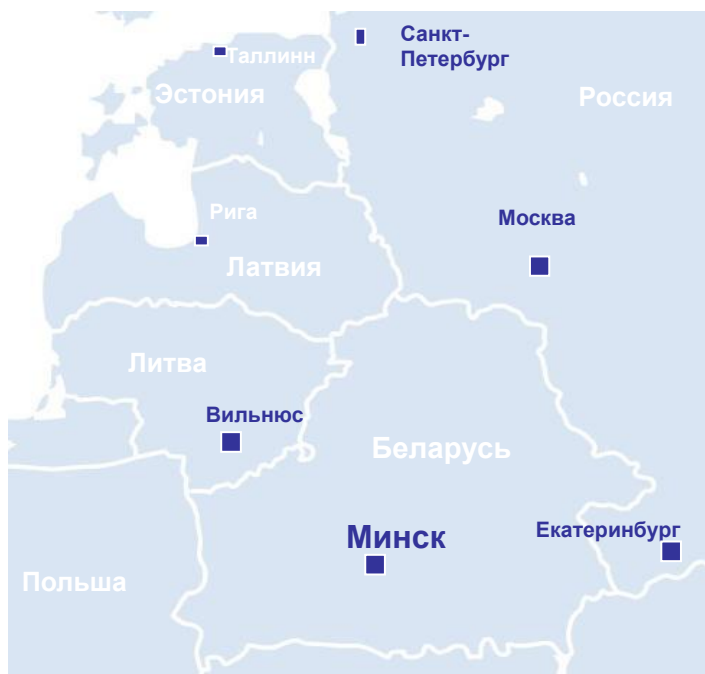 Санкт-
Петербург
Таллинн
Эстония
Россия
Рига
Москва
Латвия
Литва
Вильнюс
Беларусь
Екатеринбург
Минск
Польша